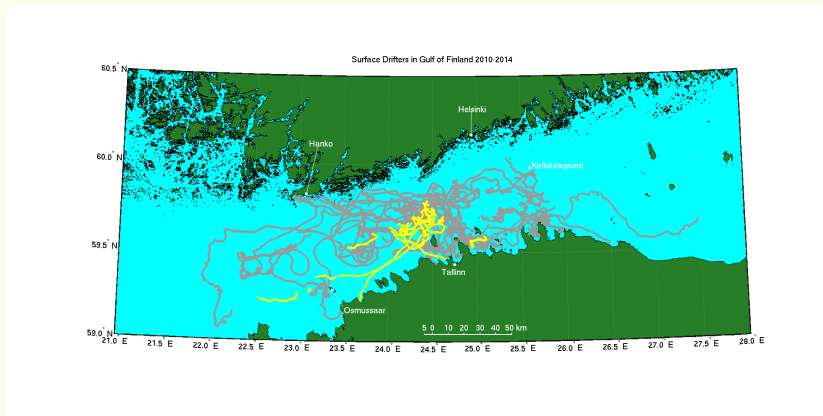 Surface Drifters in Gulf of Finland 2010-2014
60.5° N
Helsinki
Hanko
60.0° N
Kalbådagrund
59.5° N
Tallinn
Osmussaar
5 0 10 20 30 40 50 km
59.0° N
21.0 E 21.5 E 22.0 E 22.5 E 23.0 E 23.5 E 24.0 E 24.5 E 25.0 E 25.5 E 26.0 E 26.5 E 27.0 E 27.5 E 28.0 E